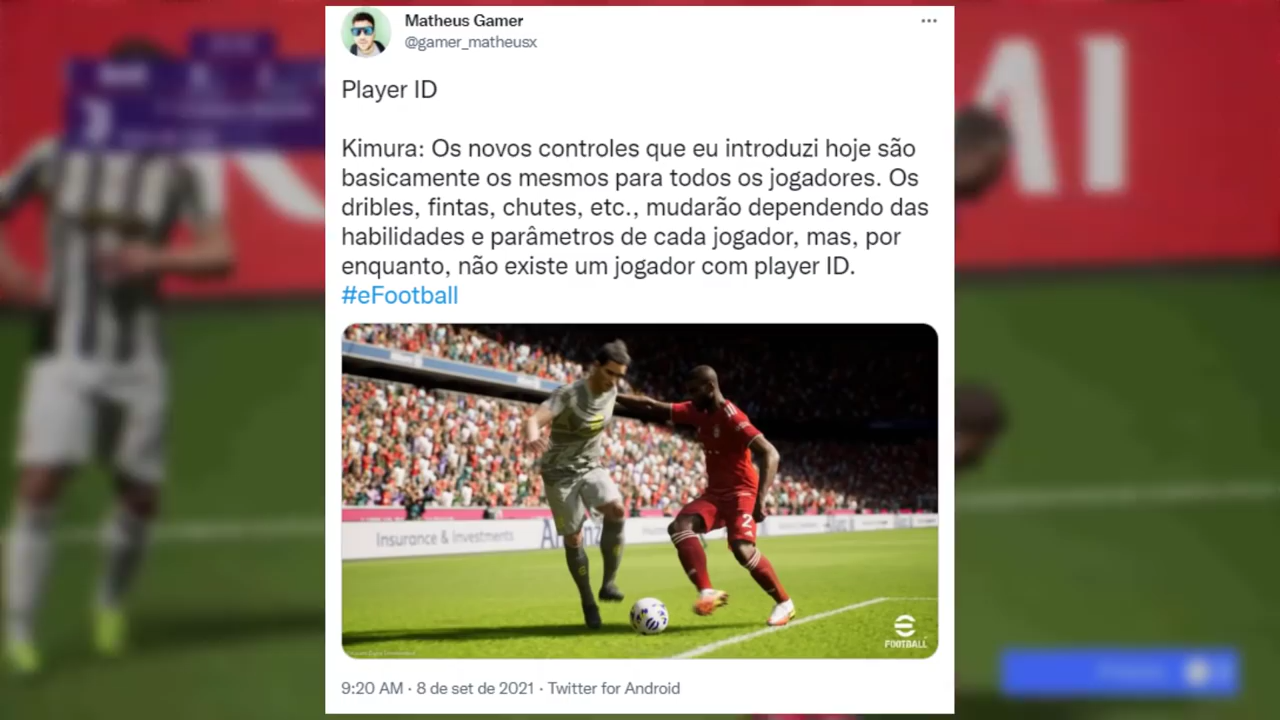 Matheus Gamer
@gamer_matheusx
Player ID
Kimura: Os novos controles que eu introduzi hoje são
basicamente os mesmos para todos os jogadores. Os
dribles, fintas, chutes, etc., mudarão dependendo das
habilidades e parâmetros de cada jogador, mas, por
enquanto, não existe um jogador com player ID.
#eFootball
Insurance & Investments
2
FOOTBALL
9:20 AM · 8 de set de 2021 · Twitter for Android